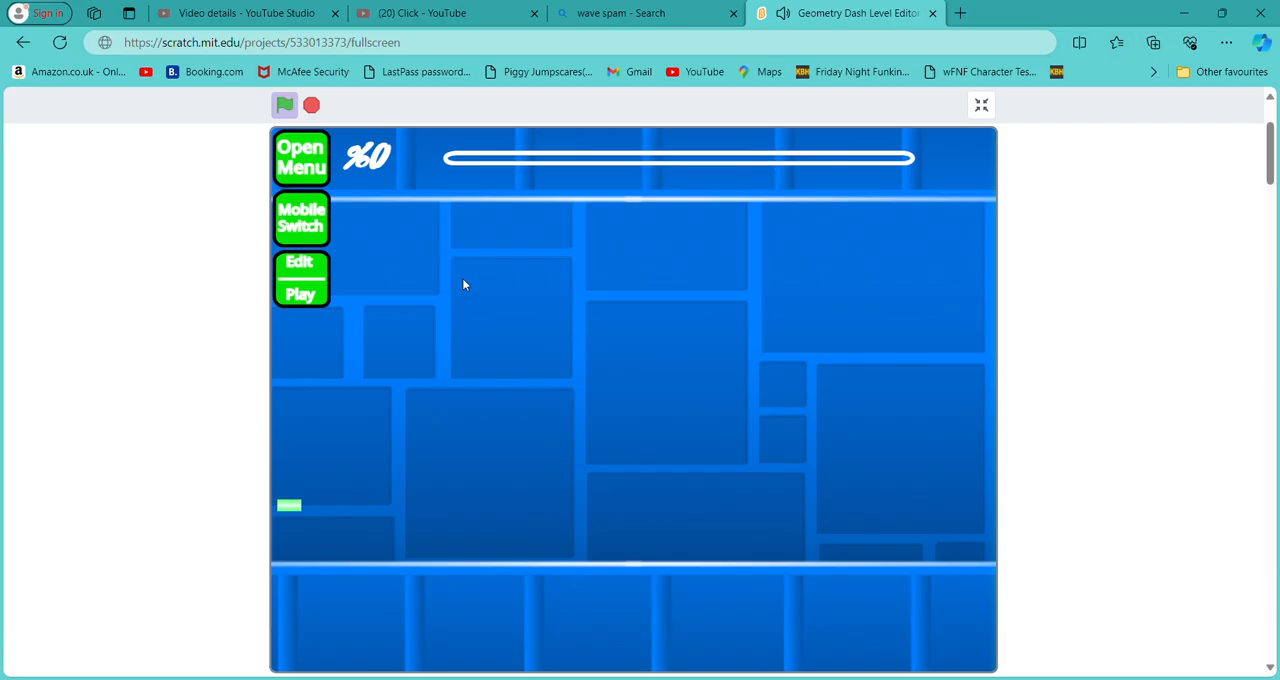 Sign in
Video details - YouTube Studio
(20) Click - YouTube
wave spam - Search
Geometry Dash Level Editor
https://scratch.mit.edu/projects/533013373/fullscreen
Amazon.co.uk - Onl...
Booking.com
McAfee Security
LastPass password...
Piggy Jumpscares(...
Gmail
YouTube
Maps
KBH
Friday Night Funkin...
wFNF Character Tes...
KBH
Other favourites
Open
Menu
%0
Mobile
Switch
Edit
Play